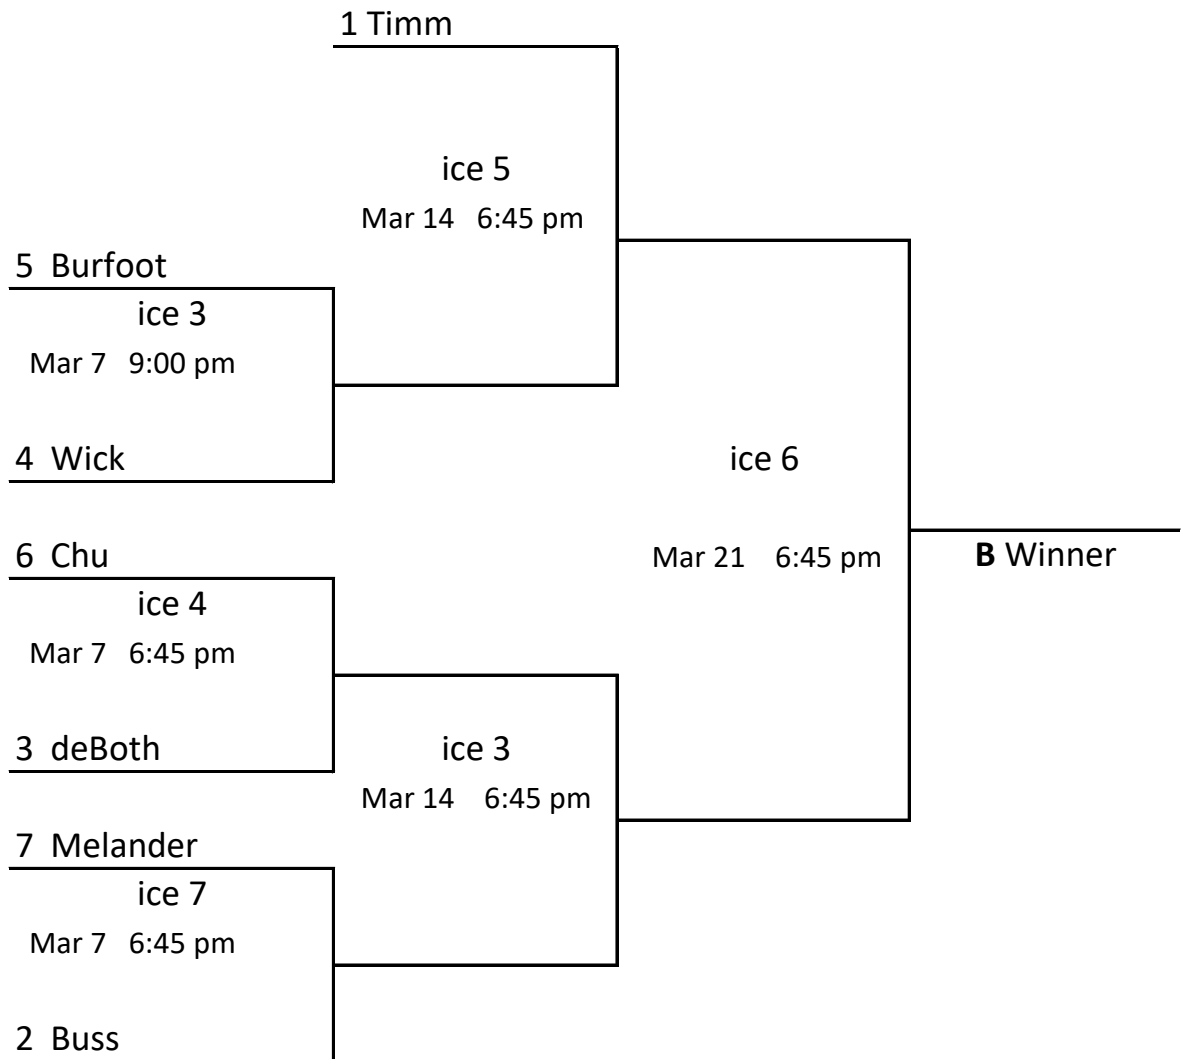 1 Timm
ice 5
Mar 14 6:45 pm
5 Burfoot
ice 3
Mar 7 9:00 pm
4 Wick
ice 6
Mar 21 6:45 pm
B Winner
6 Chu
ice 4
Mar 7 6:45 pm
3 deBoth
ice 3
Mar 14 6:45 pm
7 Melander
ice 7
Mar 7 6:45 pm
2 Buss